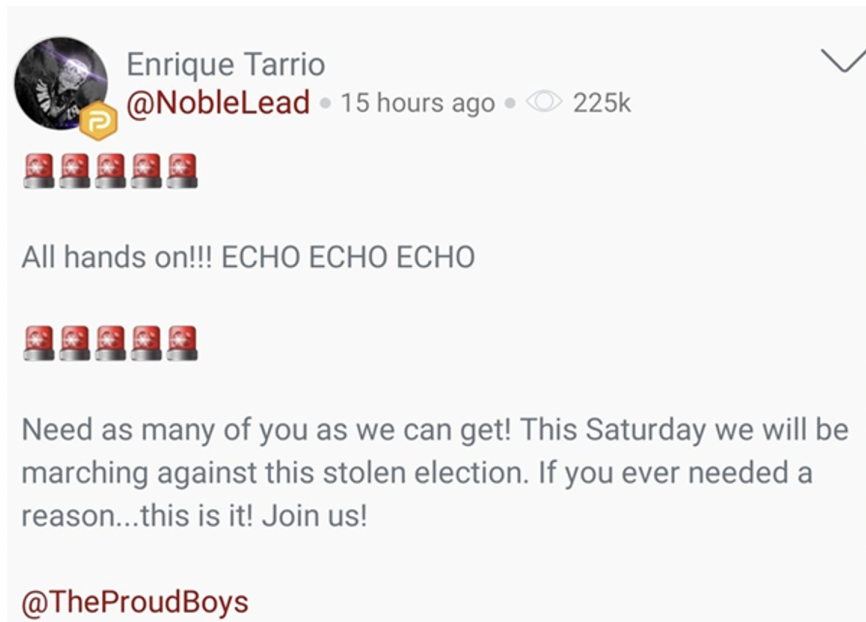 Enrique Tarrio
@NobleLead • 15 hours ago • 225k
🚨🚨🚨🚨🚨
All hands on!!! ECHO ECHO ECHO
🚨🚨🚨🚨🚨
Need as many of you as we can get! This Saturday we will be
marching against this stolen election. If you ever needed a
reason...this is it! Join us!
@TheProudBoys